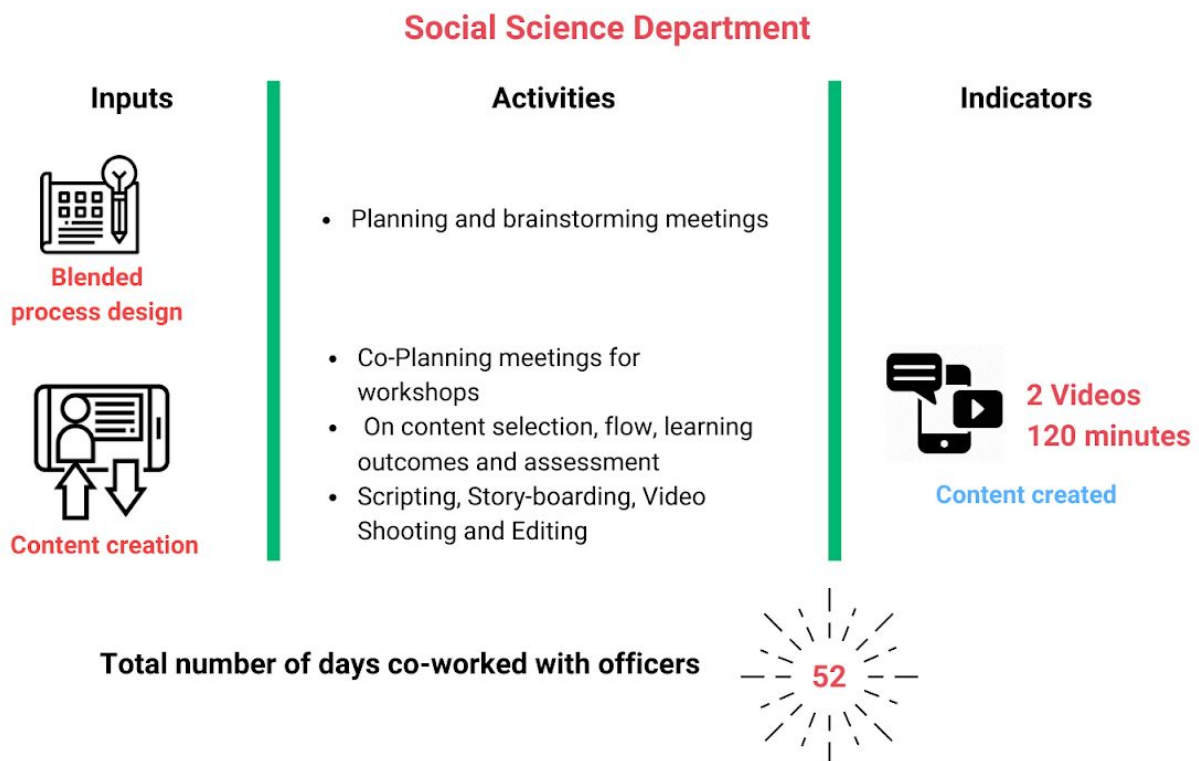 Social Science Department
Inputs
Activities
Indicators
Blended
process design
• Planning and brainstorming meetings
Content creation
• Co-Planning meetings for
workshops
• On content selection, flow, learning
outcomes and assessment
• Scripting, Story-boarding, Video
Shooting and Editing
2 Videos
120 minutes
Content created
Total number of days co-worked with officers
52